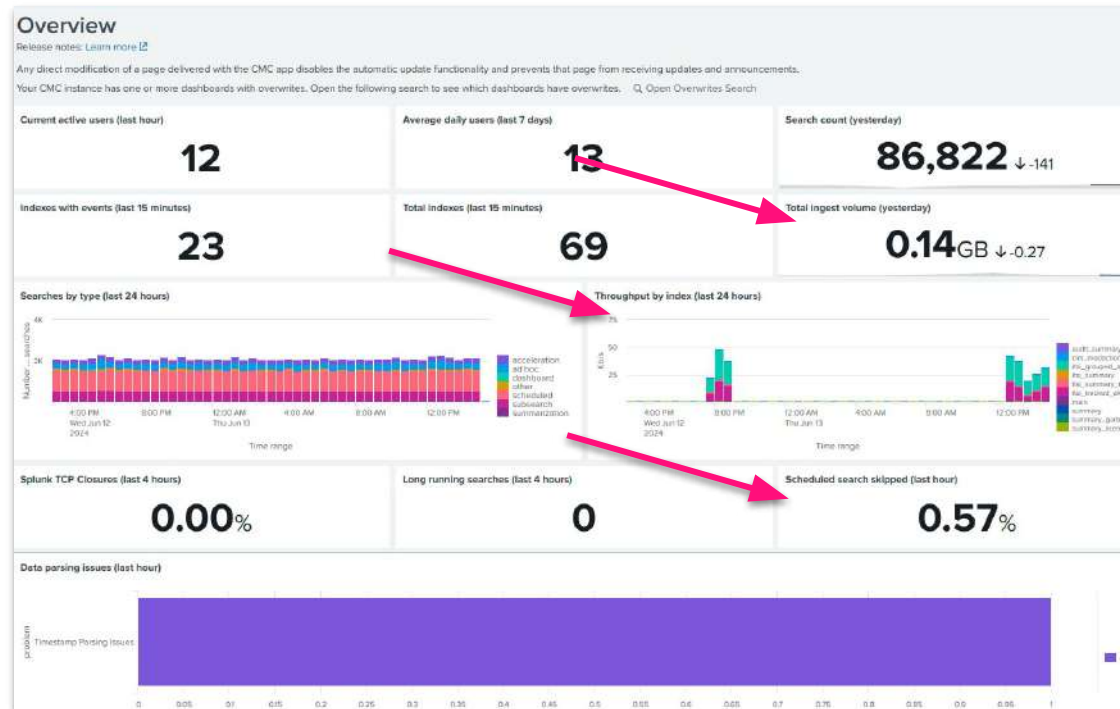 Overview
Release notes: Learn more
Any direct modification of a page delivered with the CMC app disables the automatic update functionality and prevents that page from receiving updates and announcements.
Your CMC instance has one or more dashboards with overwrites. Open the following search to see which dashboards have overwrites. Open Overwrites Search
Current active users (last hour)
12
Average daily users (last 7 days)
13
Search count (yesterday)
86,822 ↓-141
Indexes with events (last 15 minutes)
23
Total indexes (last 15 minutes)
69
Total ingest volume (yesterday)
0.14GB ↓-0.27
Searches by type (last 24 hours)
Number ... searches
4K
2K
4:00 PM 8:00 PM 12:00 AM 4:00 AM 8:00 AM 12:00 PM
Wed Jun 12 Thu Jun 13
2024
Time range
acceleration
ad hoc
dashboard
other
scheduled
subsearch
summarization
Throughput by index (last 24 hours)
75
50
25
4:00 PM 8:00 PM 12:00 AM 4:00 AM 8:00 AM 12:00 PM
Wed Jun 12 Thu Jun 13
2024
Time range
audit_summary
summary
Splunk TCP Closures (last 4 hours)
0.00%
Long running searches (last 4 hours)
0
Scheduled search skipped (last hour)
0.57%
Data parsing issues (last hour)
problem
Timestamp Parsing Issues
0 0.05 0.1 0.15 0.2 0.25 0.3 0.35 0.4 0.45 0.5 0.55 0.6 0.65 0.7 0.75 0.8 0.85 0.9 0.95 1